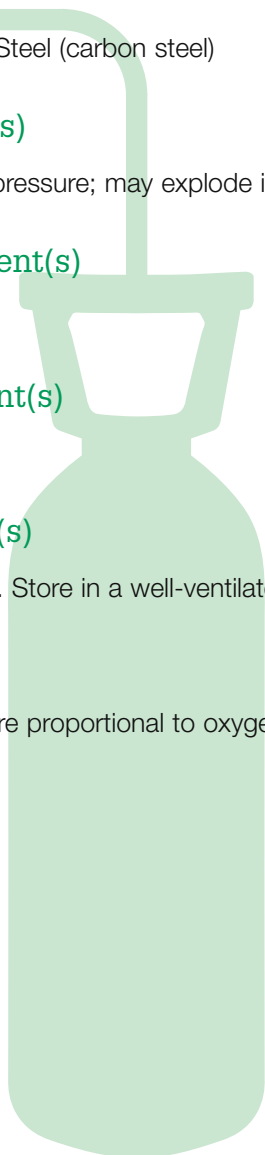 Steel (carbon steel)
s)
pressure; may explode i
ent(s)
nt(s)
(s)
. Store in a well-ventilat
re proportional to oxyge